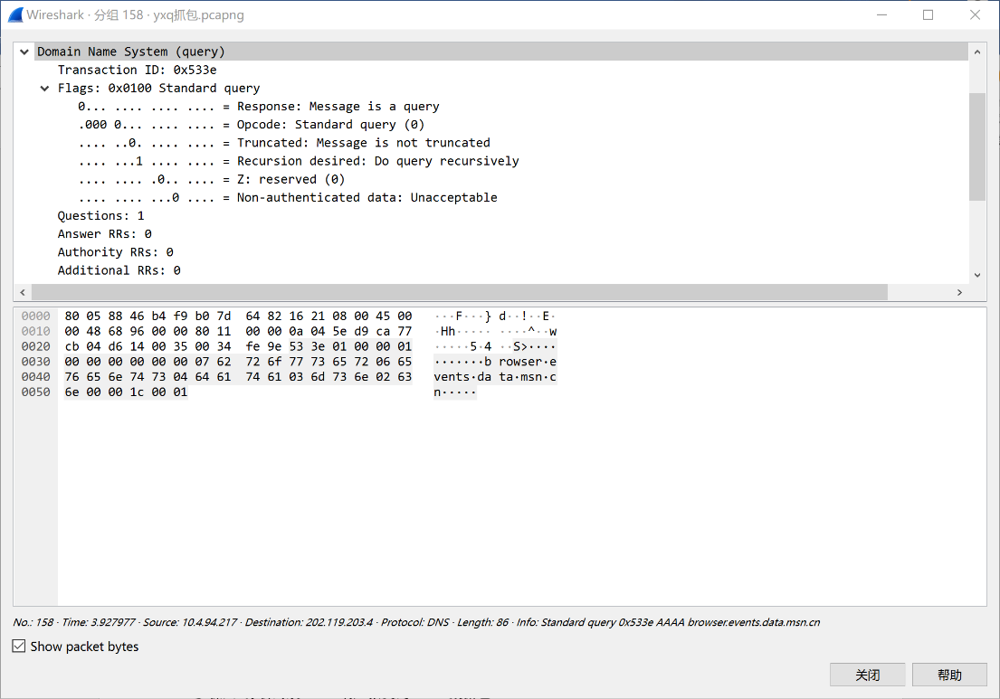 Wireshark · 分组 158 · yxq抓包.pcapng
Domain Name System (query)
Transaction ID: 0x533e
Flags: 0x0100 Standard query
0... .... .... .... = Response: Message is a query
.000 0... .... .... = Opcode: Standard query (0)
.... ..0. .... .... = Truncated: Message is not truncated
.... ...1 .... .... = Recursion desired: Do query recursively
.... .... .0.. .... = Z: reserved (0)
.... .... ...0 .... = Non-authenticated data: Unacceptable
Questions: 1
Answer RRs: 0
Authority RRs: 0
Additional RRs: 0
0000 80 05 88 46 b4 f9 b0 7d 64 82 16 21 08 00 45 00 ···F···} d··!··E·
0010 00 48 68 96 00 00 80 11 00 00 0a 04 5e d9 ca 77 ·Hh····· ····^··w
0020 cb 04 d6 14 00 35 00 34 fe 9e 53 3e 01 00 00 01 ·····5·4 ··S>····
0030 00 00 00 00 00 00 07 62 72 6f 77 73 65 72 06 65 ·······b rowser·e
0040 76 65 6e 74 73 04 64 61 74 61 03 6d 73 6e 02 63 vents·da ta·msn·c
0050 6e 00 00 1c 00 01 n·····
No.: 158 · Time: 3.927977 · Source: 10.4.94.217 · Destination: 202.119.203.4 · Protocol: DNS · Length: 86 · Info: Standard query 0x533e AAAA browser.events.data.msn.cn
Show packet bytes
关闭 帮助